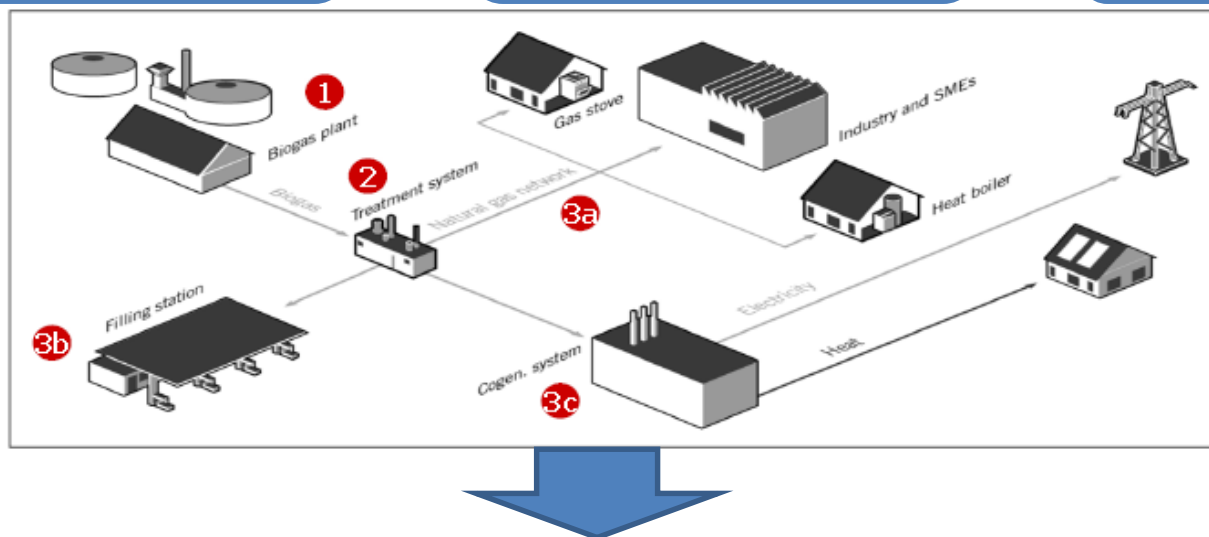 1
Biogas plant
Biogas
2
Treatment system
Natural gas network
3a
Gas stove
Industry and SMEs
Heat boiler
Filling station
3b
Cogen. system
3c
Electricity
Heat